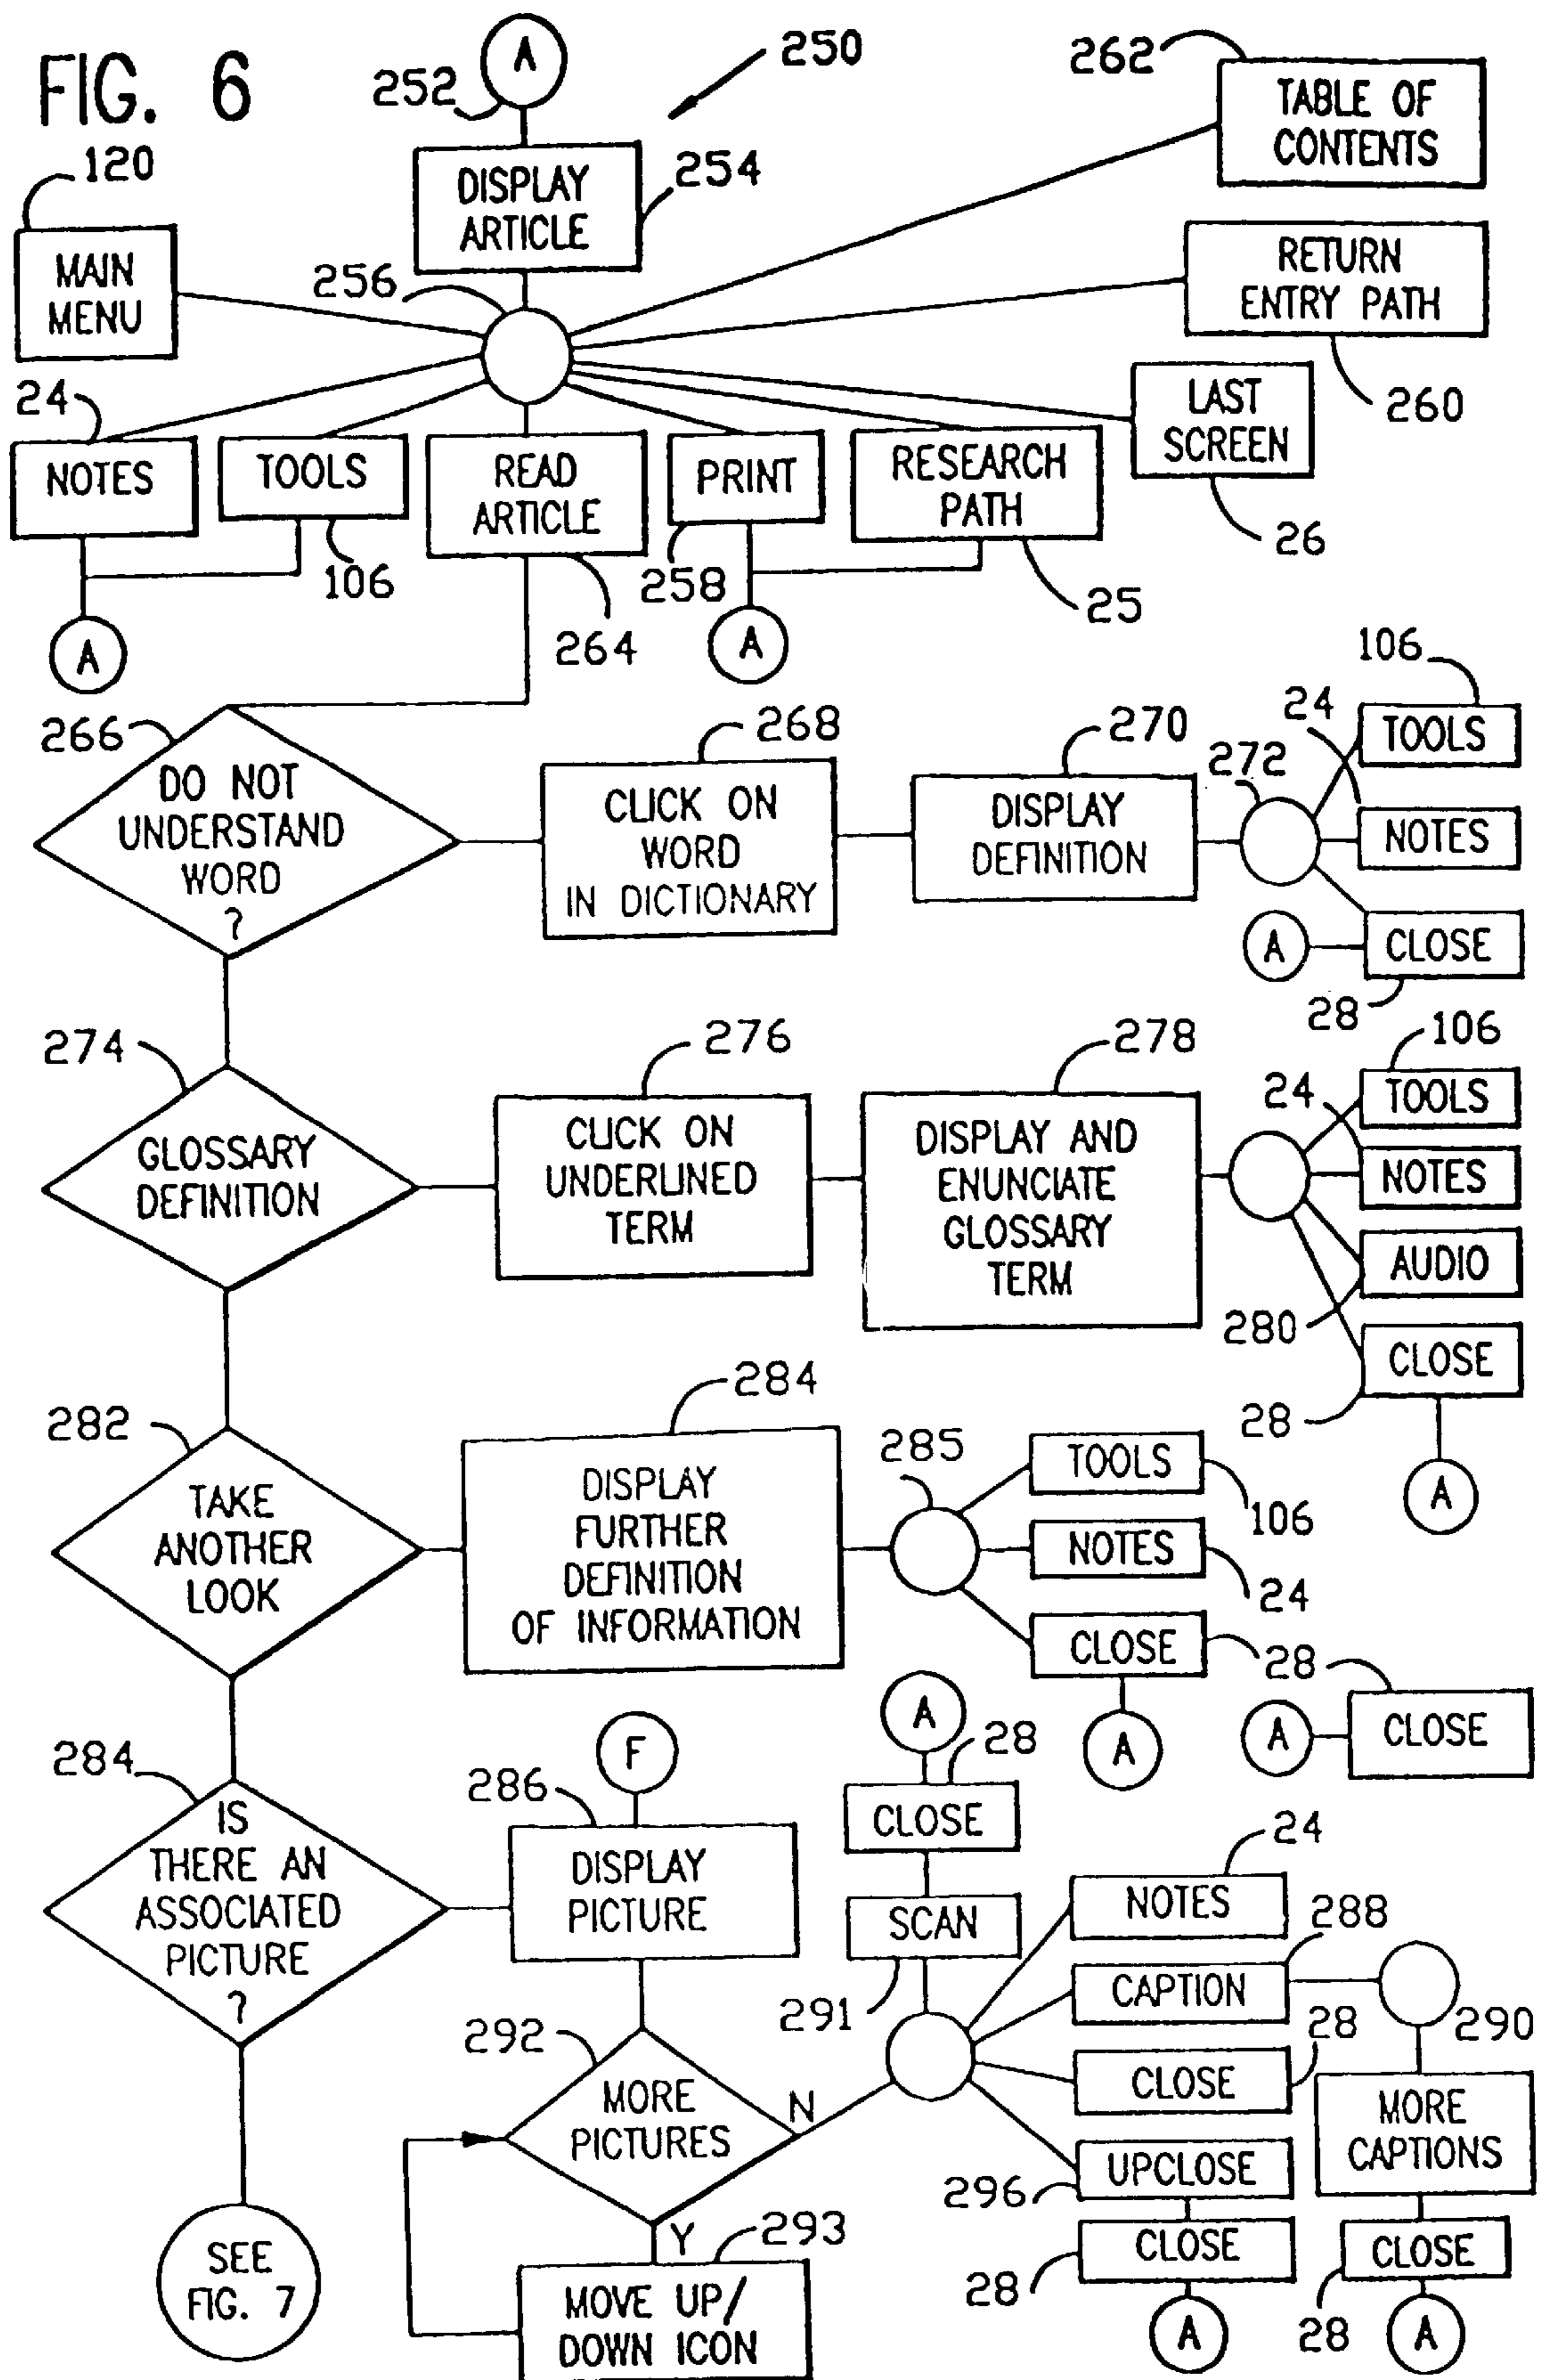 FIG. 6
A
252
250
262
TABLE OF
CONTENTS
120
DISPLAY
ARTICLE
254
MAIN
MENU
256
RETURN
ENTRY PATH
260
24
NOTES
TOOLS
106
READ
ARTICLE
264
PRINT
258
RESEARCH
PATH
25
LAST
SCREEN
26
A
A
266
DO NOT
UNDERSTAND
WORD
?
268
CLICK ON
WORD
IN DICTIONARY
270
DISPLAY
DEFINITION
272
106
TOOLS
24
NOTES
A
CLOSE
28
274
GLOSSARY
DEFINITION
276
CLICK ON
UNDERLINED
TERM
278
DISPLAY AND
ENUNCIATE
GLOSSARY
TERM
106
TOOLS
24
NOTES
AUDIO
280
CLOSE
28
A
282
TAKE
ANOTHER
LOOK
284
DISPLAY
FURTHER
DEFINITION
OF INFORMATION
285
TOOLS
106
NOTES
24
CLOSE
28
A
A
CLOSE
284
IS
THERE AN
ASSOCIATED
PICTURE
?
F
286
DISPLAY
PICTURE
A
28
CLOSE
SCAN
291
24
NOTES
288
CAPTION
290
28
CLOSE
MORE
CAPTIONS
292
MORE
PICTURES
N
Y
296
UPCLOSE
CLOSE
28
A
CLOSE
28
A
293
MOVE UP/
DOWN ICON
SEE
FIG. 7